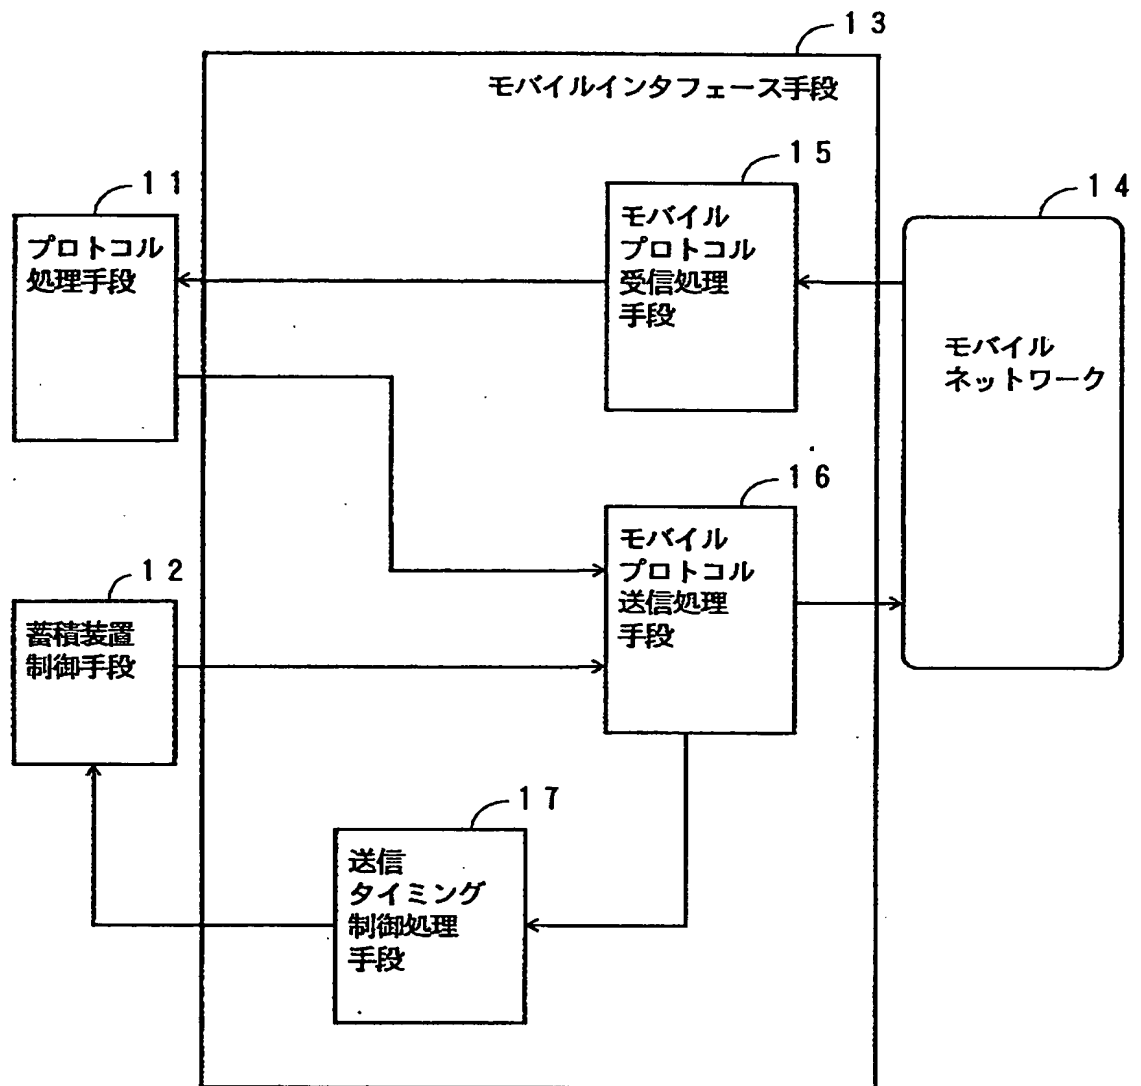 １３
モバイルインタフェース手段
１１
プロトコル
処理手段
１５
モバイル
プロトコル
受信処理
手段
１４
モバイル
ネットワーク
１６
モバイル
プロトコル
送信処理
手段
１２
蓄積装置
制御手段
１７
送信
タイミング
制御処理
手段